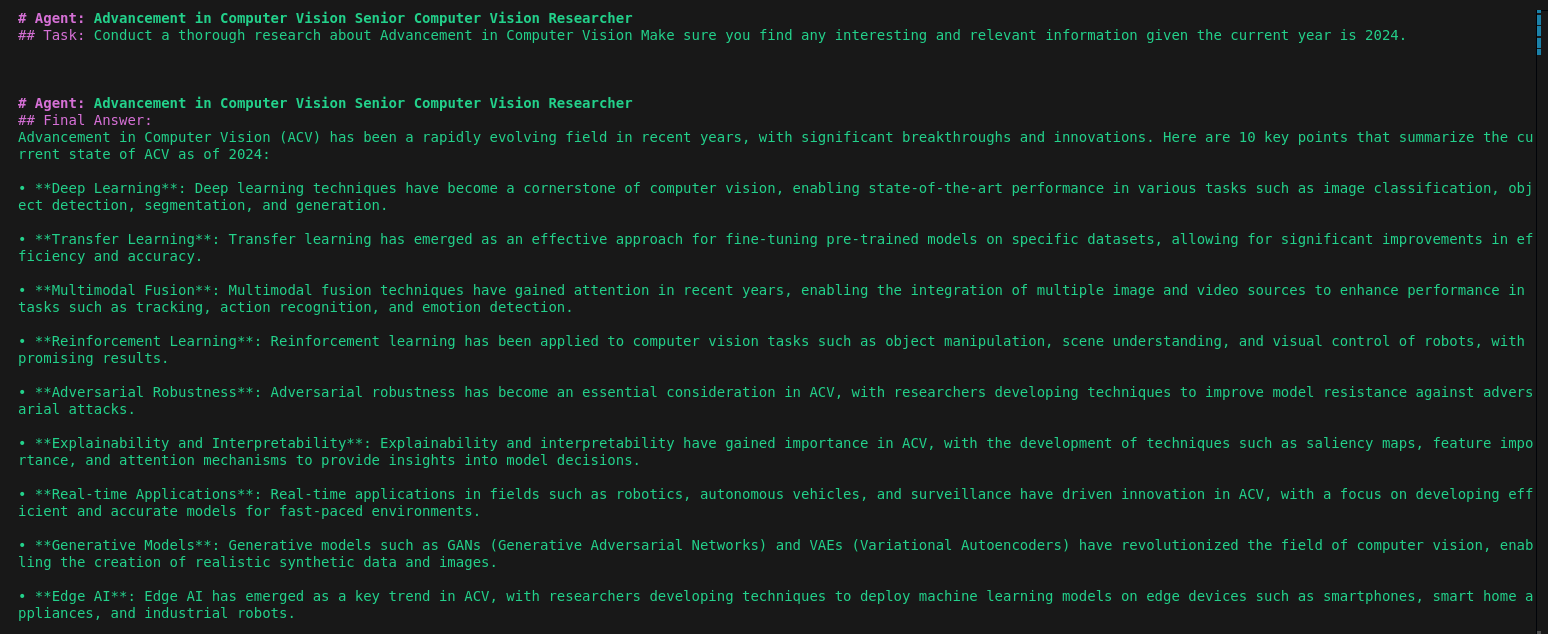 # Agent: Advancement in Computer Vision Senior Computer Vision Researcher
## Task: Conduct a thorough research about Advancement in Computer Vision Make sure you find any interesting and relevant information given the current year is 2024.
# Agent: Advancement in Computer Vision Senior Computer Vision Researcher
## Final Answer:
Advancement in Computer Vision (ACV) has been a rapidly evolving field in recent years, with significant breakthroughs and innovations. Here are 10 key points that summarize the cu
rrent state of ACV as of 2024:
• **Deep Learning**: Deep learning techniques have become a cornerstone of computer vision, enabling state-of-the-art performance in various tasks such as image classification, obj
ect detection, segmentation, and generation.
• **Transfer Learning**: Transfer learning has emerged as an effective approach for fine-tuning pre-trained models on specific datasets, allowing for significant improvements in ef
ficiency and accuracy.
• **Multimodal Fusion**: Multimodal fusion techniques have gained attention in recent years, enabling the integration of multiple image and video sources to enhance performance in
tasks such as tracking, action recognition, and emotion detection.
• **Reinforcement Learning**: Reinforcement learning has been applied to computer vision tasks such as object manipulation, scene understanding, and visual control of robots, with
promising results.
• **Adversarial Robustness**: Adversarial robustness has become an essential consideration in ACV, with researchers developing techniques to improve model resistance against advers
arial attacks.
• **Explainability and Interpretability**: Explainability and interpretability have gained importance in ACV, with the development of techniques such as saliency maps, feature impo
rtance, and attention mechanisms to provide insights into model decisions.
• **Real-time Applications**: Real-time applications in fields such as robotics, autonomous vehicles, and surveillance have driven innovation in ACV, with a focus on developing eff
icient and accurate models for fast-paced environments.
• **Generative Models**: Generative models such as GANs (Generative Adversarial Networks) and VAEs (Variational Autoencoders) have revolutionized the field of computer vision, enab
ling the creation of realistic synthetic data and images.
• **Edge AI**: Edge AI has emerged as a key trend in ACV, with researchers developing techniques to deploy machine learning models on edge devices such as smartphones, smart home a
ppliances, and industrial robots.